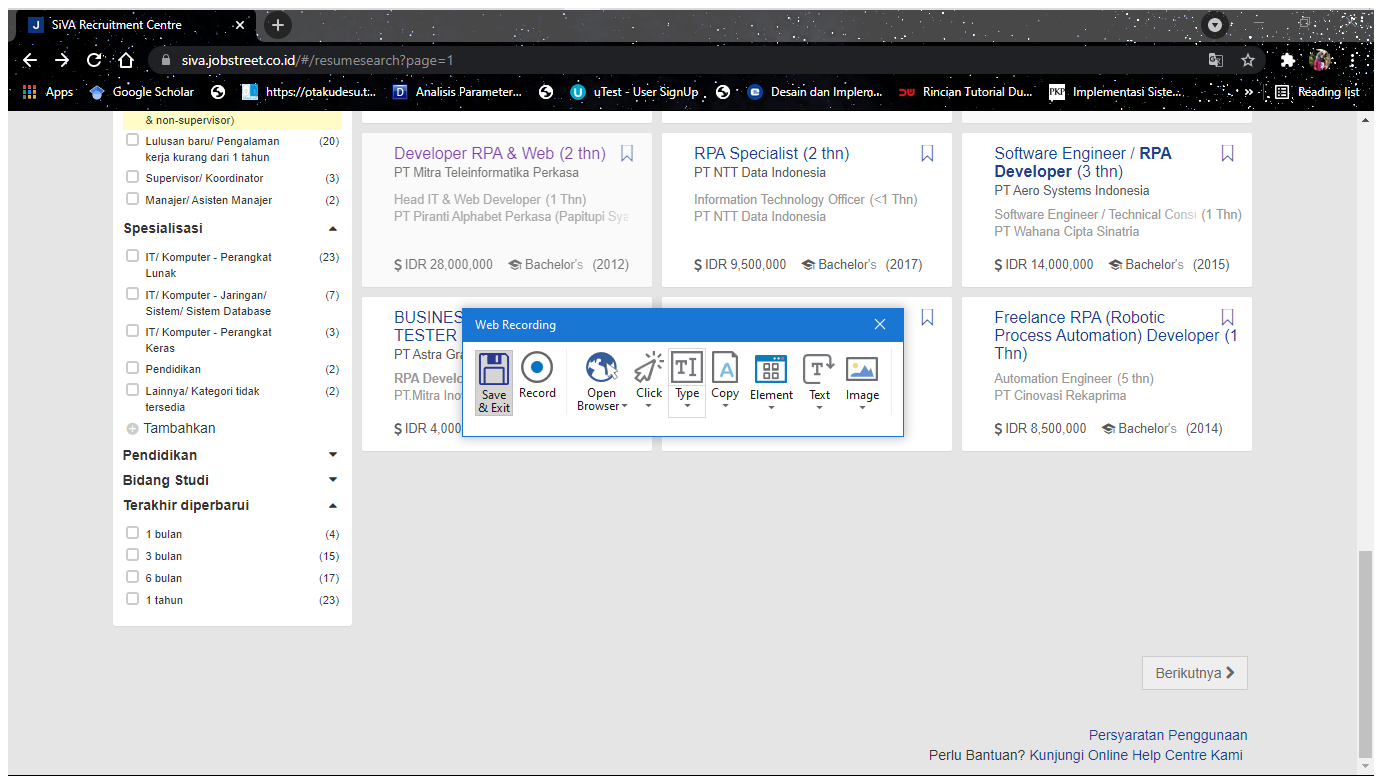 SiVA Recruitment Centre
siva.jobstreet.co.id/#/resumesearch?page=1
Apps
Google Scholar
https://otakudesu.t:...
Analisis Parameter...
uTest - User SignUp
Desain dan Implem...
Rincian Tutorial Du...
PKP Implementasi Siste...
»
Reading list
& non-supervisor)
Lulusan baru/ Pengalaman (20)
kerja kurang dari 1 tahun
Supervisor/ Koordinator (3)
Manajer/ Asisten Manajer (2)
Spesialisasi
IT/ Komputer - Perangkat (23)
Lunak
IT/ Komputer - Jaringan/ (7)
Sistem/ Sistem Database
IT/ Komputer - Perangkat (3)
Keras
Pendidikan (2)
Lainnya/ Kategori tidak (2)
tersedia
Tambahkan
Pendidikan
Bidang Studi
Terakhir diperbarui
1 bulan (4)
3 bulan (15)
6 bulan (17)
1 tahun (23)
Developer RPA & Web (2 thn)
PT Mitra Teleinformatika Perkasa
Head IT & Web Developer (1 Thn)
PT Piranti Alphabet Perkasa (Papitupi Sya
$ IDR 28,000,000 Bachelor's (2012)
RPA Specialist (2 thn)
PT NTT Data Indonesia
Information Technology Officer (<1 Thn)
PT NTT Data Indonesia
$ IDR 9,500,000 Bachelor's (2017)
Software Engineer / RPA
Developer (3 thn)
PT Aero Systems Indonesia
Software Engineer / Technical Consu (1 Thn)
PT Wahana Cipta Sinatria
$ IDR 14,000,000 Bachelor's (2015)
BUSINES
TESTER
PT Astra Gra
RPA Develo
PT.Mitra Ino
$ IDR 4,000
Web Recording
Save
& Exit
Record
Open
Browser
Click
Type
Copy
Element
Text
Image
Freelance RPA (Robotic
Process Automation) Developer (1
Thn)
Automation Engineer (5 thn)
PT Cinovasi Rekaprima
$ IDR 8,500,000 Bachelor's (2014)
Berikutnya
Persyaratan Penggunaan
Perlu Bantuan? Kunjungi Online Help Centre Kami